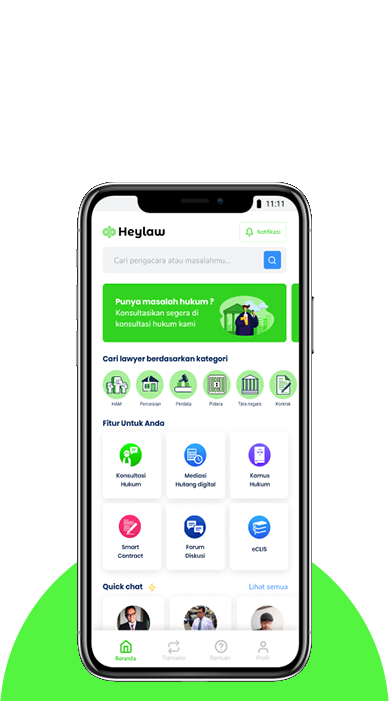 11:11
Heylaw
Notifikasi
Cari pengacara atau masalahmu...
Punya masalah hukum ?
Konsultasikan segera di
konsultasi hukum kami
Cari lawyer berdasarkan kategori
HAM Perceraian Perdata Pidana Tata negara Kontrak
Fitur Untuk Anda
Konsultasi
Hukum
Mediasi
Hutang digital
Kamus
Hukum
Smart
Contract
Forum
Diskusi
eCLIS
Quick chat Lihat semua
Beranda Transaksi Bantuan Profil